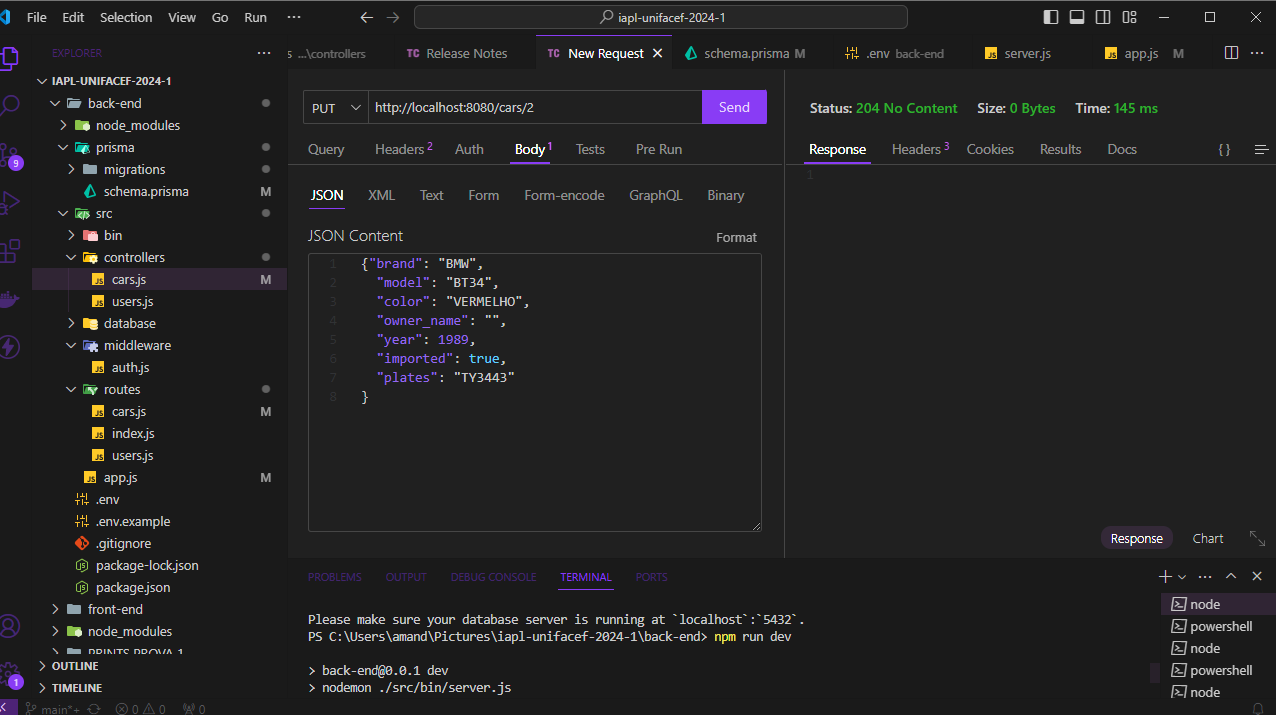 File Edit Selection View Go Run ··· iapl-unifacef-2024-1
EXPLORER ···
IAPL-UNIFACEF-2024-1
back-end
node_modules
prisma
migrations
schema.prisma M
src
bin
controllers
cars.js M
users.js
database
middleware
auth.js
routes
cars.js M
index.js
users.js
app.js M
.env
.env.example
.gitignore
package-lock.json
package.json
front-end
node_modules
PRINTS PROVA 1
OUTLINE
TIMELINE
9
1
main*+ 0 0 0
s ...\controllers TC Release Notes TC New Request schema.prisma M .env back-end JS server.js JS app.js M ···
PUT http://localhost:8080/cars/2 Send
Query Headers 2 Auth Body 1 Tests Pre Run
JSON XML Text Form Form-encode GraphQL Binary
JSON Content Format
1 {"brand": "BMW",
2 "model": "BT34",
3 "color": "VERMELHO",
4 "owner_name": "",
5 "year": 1989,
6 "imported": true,
7 "plates": "TY3443"
8 }
Status: 204 No Content Size: 0 Bytes Time: 145 ms
Response Headers 3 Cookies Results Docs {}
1
Response Chart
PROBLEMS OUTPUT DEBUG CONSOLE TERMINAL PORTS
Please make sure your database server is running at `localhost`:`5432`.
PS C:\Users\amand\Pictures\iapl-unifacef-2024-1\back-end> npm run dev
> back-end@0.0.1 dev
> nodemon ./src/bin/server.js
node
powershell
node
powershell
node